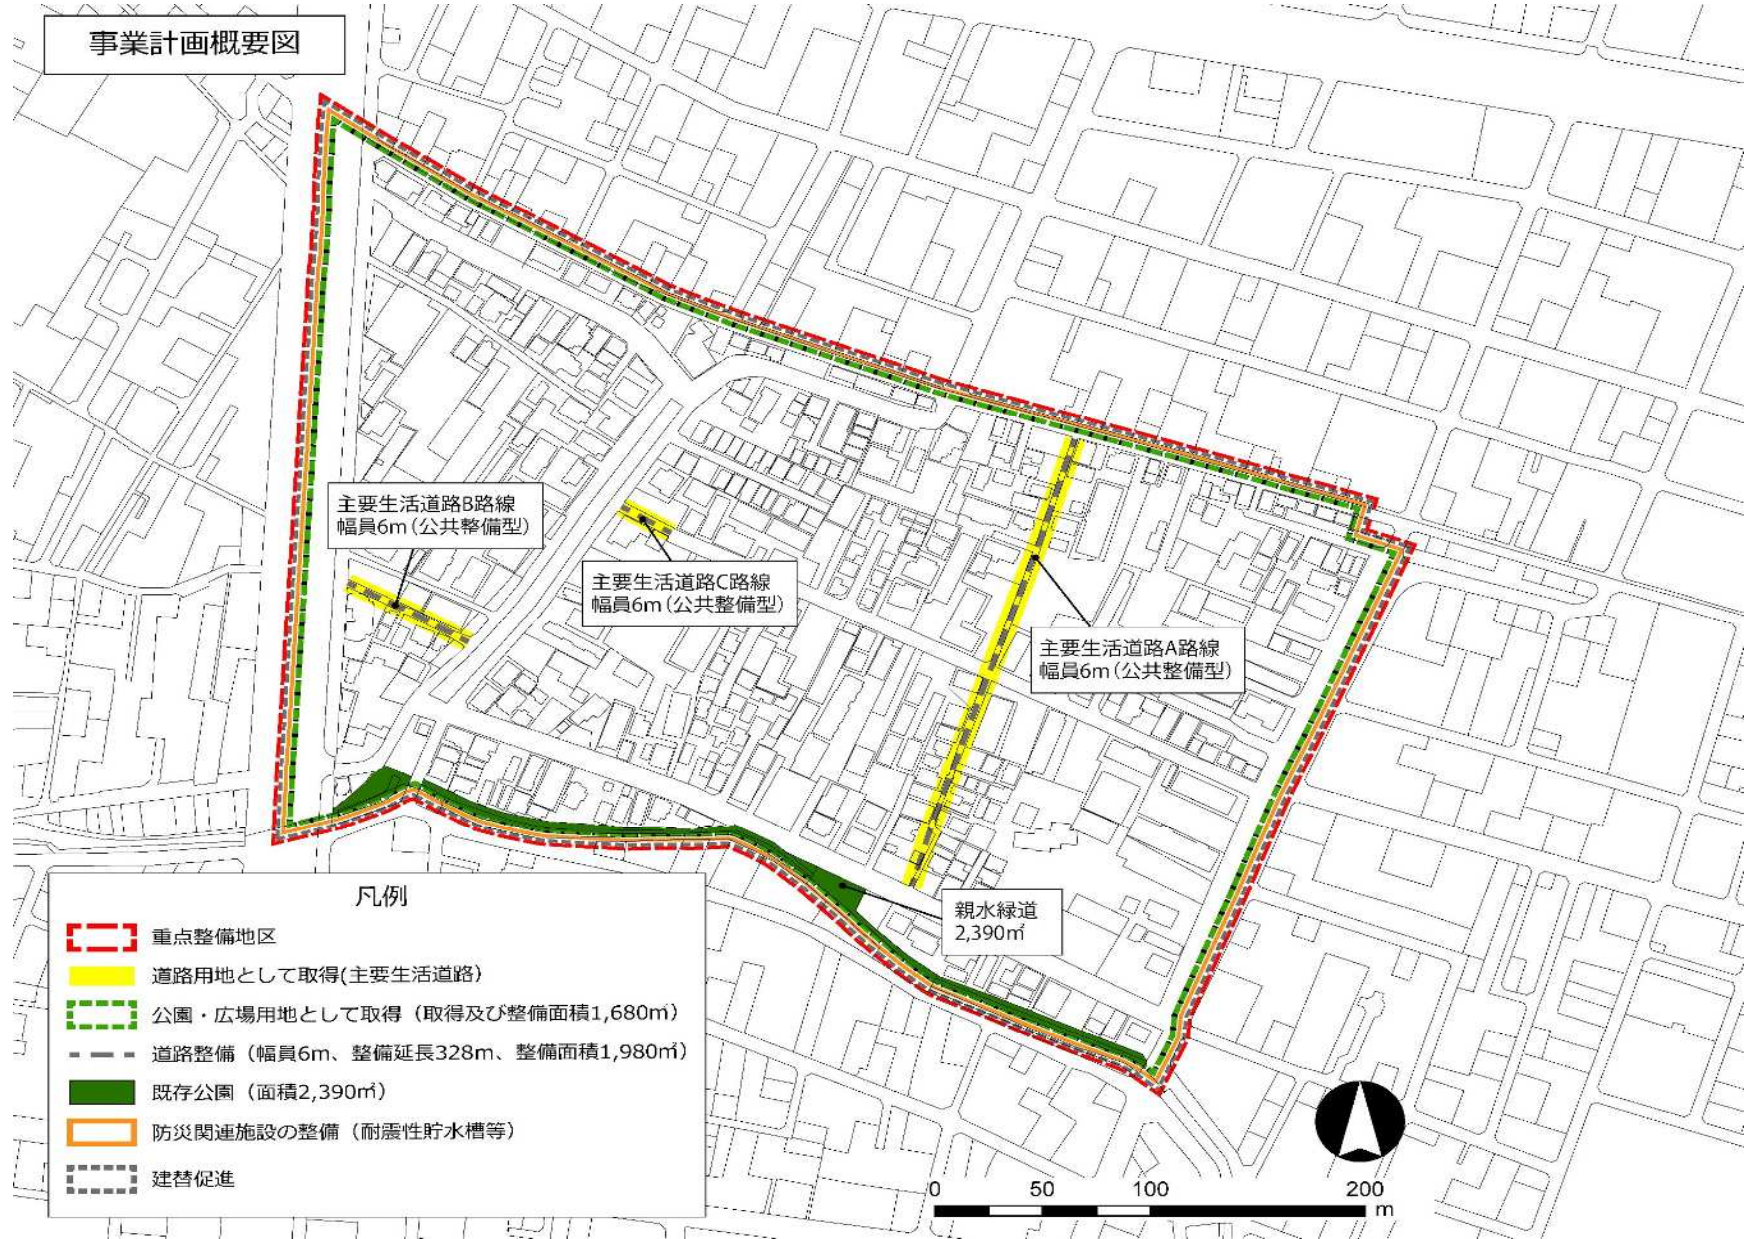 事業計画概要図
主要生活道路B路線
幅員6m(公共整備型)
主要生活道路C路線
幅員6m(公共整備型)
主要生活道路A路線
幅員6m(公共整備型)
親水緑道
2,390㎡
凡例
重点整備地区
道路用地として取得(主要生活道路)
公園・広場用地として取得（取得及び整備面積1,680㎡）
道路整備（幅員6m、整備延長328m、整備面積1,980㎡）
既存公園（面積2,390㎡）
防災関連施設の整備（耐震性貯水槽等）
建替促進
0 50 100 200
m